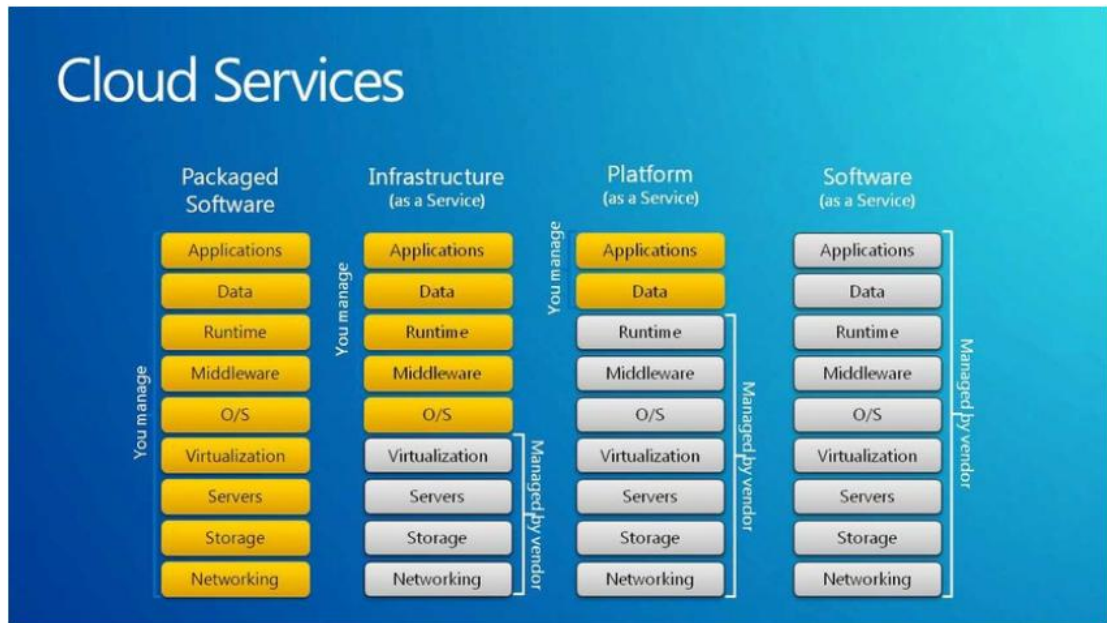 Cloud Services
Packaged
Software
You manage
Applications
Data
Runtime
Middleware
O/S
Virtualization
Servers
Storage
Networking
Infrastructure
(as a Service)
You manage
Applications
Data
Runtime
Middleware
O/S
Virtualization
Servers
Storage
Networking
Managed by vendor
Platform
(as a Service)
You manage
Applications
Data
Runtime
Middleware
O/S
Virtualization
Servers
Storage
Networking
Managed by vendor
Software
(as a Service)
Applications
Data
Runtime
Middleware
O/S
Virtualization
Servers
Storage
Networking
Managed by vendor